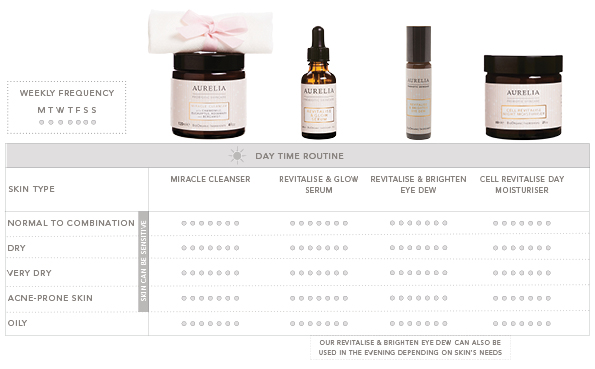 WEEKLY FREQUENCY
M T W T F S S
AURELIA
AURELIA
AURELIA
AURELIA
DAY TIME ROUTINE
SKIN TYPE
MIRACLE CLEANSER
REVITALISE & GLOW
SERUM
REVITALISE & BRIGHTEN
EYE DEW
CELL REVITALISE DAY
MOISTURISER
SKIN CAN BE SENSITIVE
NORMAL TO COMBINATION
DRY
VERY DRY
ACNE-PRONE SKIN
OILY
OUR REVITALISE & BRIGHTEN EYE DEW CAN ALSO BE
USED IN THE EVENING DEPENDING ON SKIN'S NEEDS